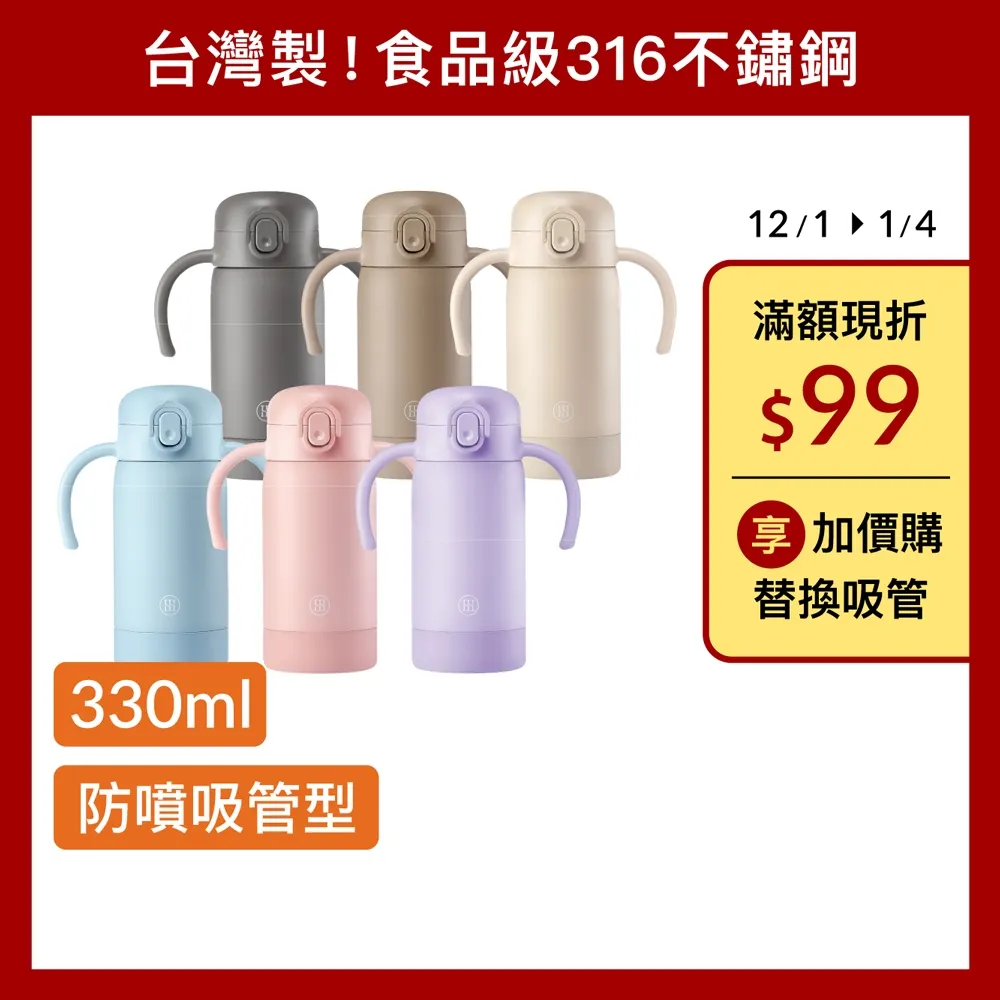 台灣製！食品級316不鏽鋼
12/1 ▶ 1/4
滿額現折
$99
享 加價購
替換吸管
330ml
防噴吸管型